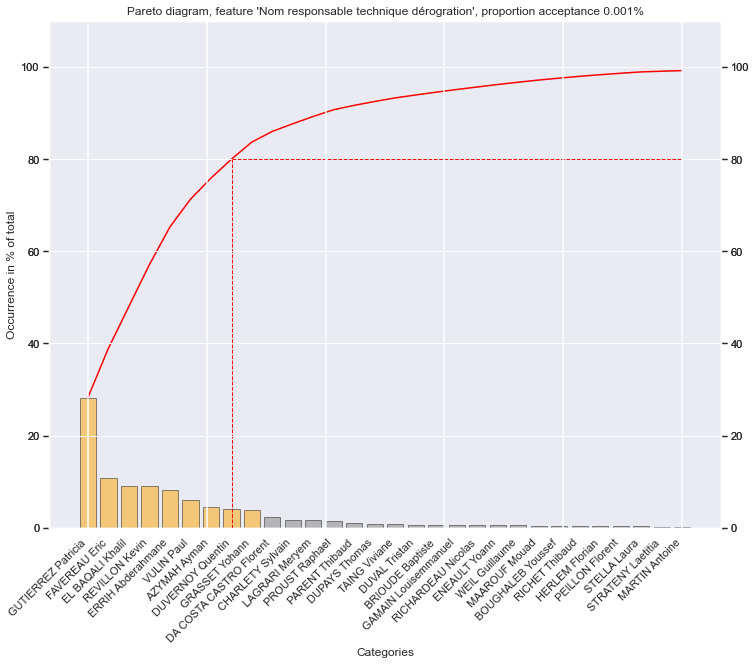 Pareto diagram, feature 'Nom responsable technique dérogration', proportion acceptance 0.001%
100
100
80
80
60
60
40
40
20
20
0
0
Occurrence in % of total
GUTIERREZ Patricia
FAVEREAU Eric
EL BAQALI Khalil
REVILLON Kevin
ERRIH Abderahmane
VULIN Paul
AZYMAH Ayman
DUVERNOY Quentin
GRASSET Yohann
DA COSTA CASTRO Florent
CHARLETY Sylvain
LAGRARI Meryem
PROUST Raphael
PARENT Thibaud
DUPAYS Thomas
TAING Viviane
DUVAL Tristan
BRIOUDE Baptiste
GAMAIN Louisemmanuel
RICHARDEAU Nicolas
ENEAULT Yoann
WEIL Guillaume
MAAROUF Mouad
BOUGHALEB Youssef
RICHET Thibaud
HERLEM Florian
PEILLON Florent
STELLA Laura
STRATENY Laetitia
MARTIN Antoine
Categories